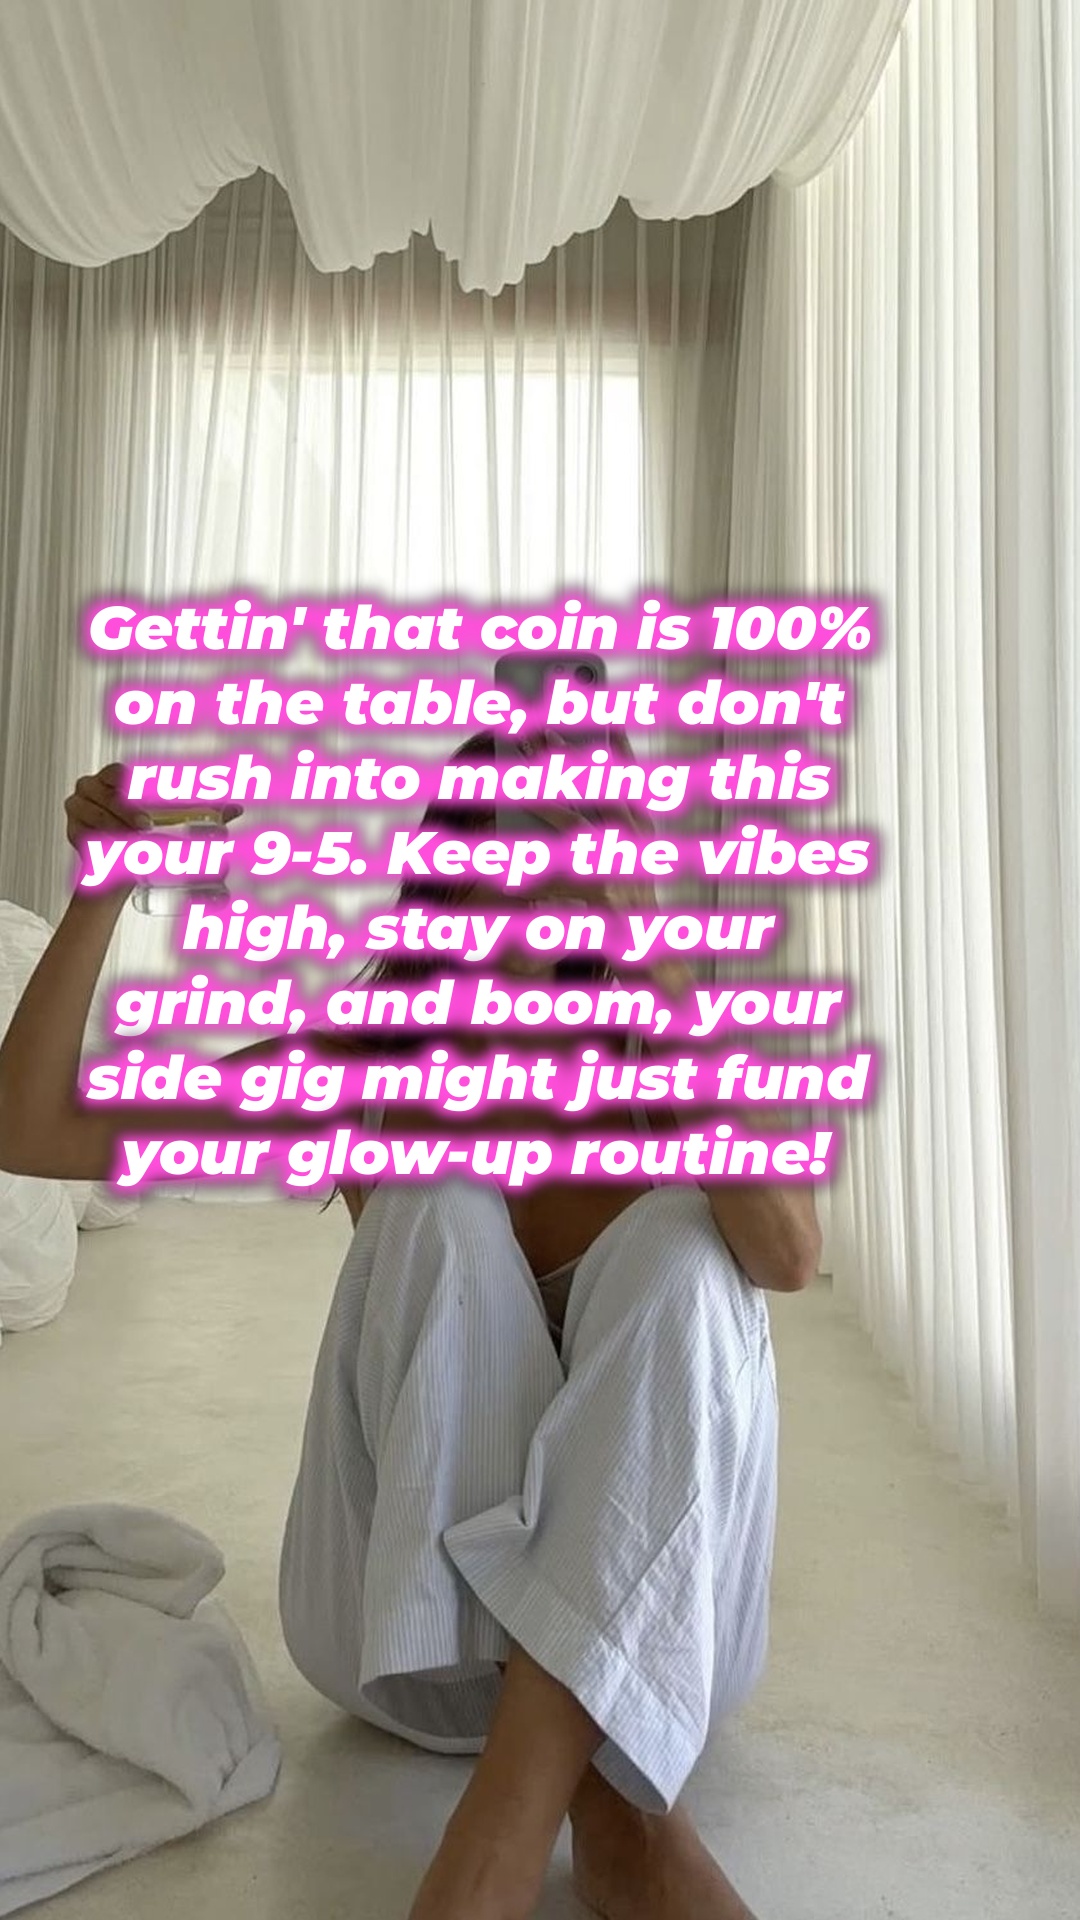 Gettin' that coin is 100%
on the table, but don't
rush into making this
your 9-5. Keep the vibes
high, stay on your
grind, and boom, your
side gig might just fund
your glow-up routine!